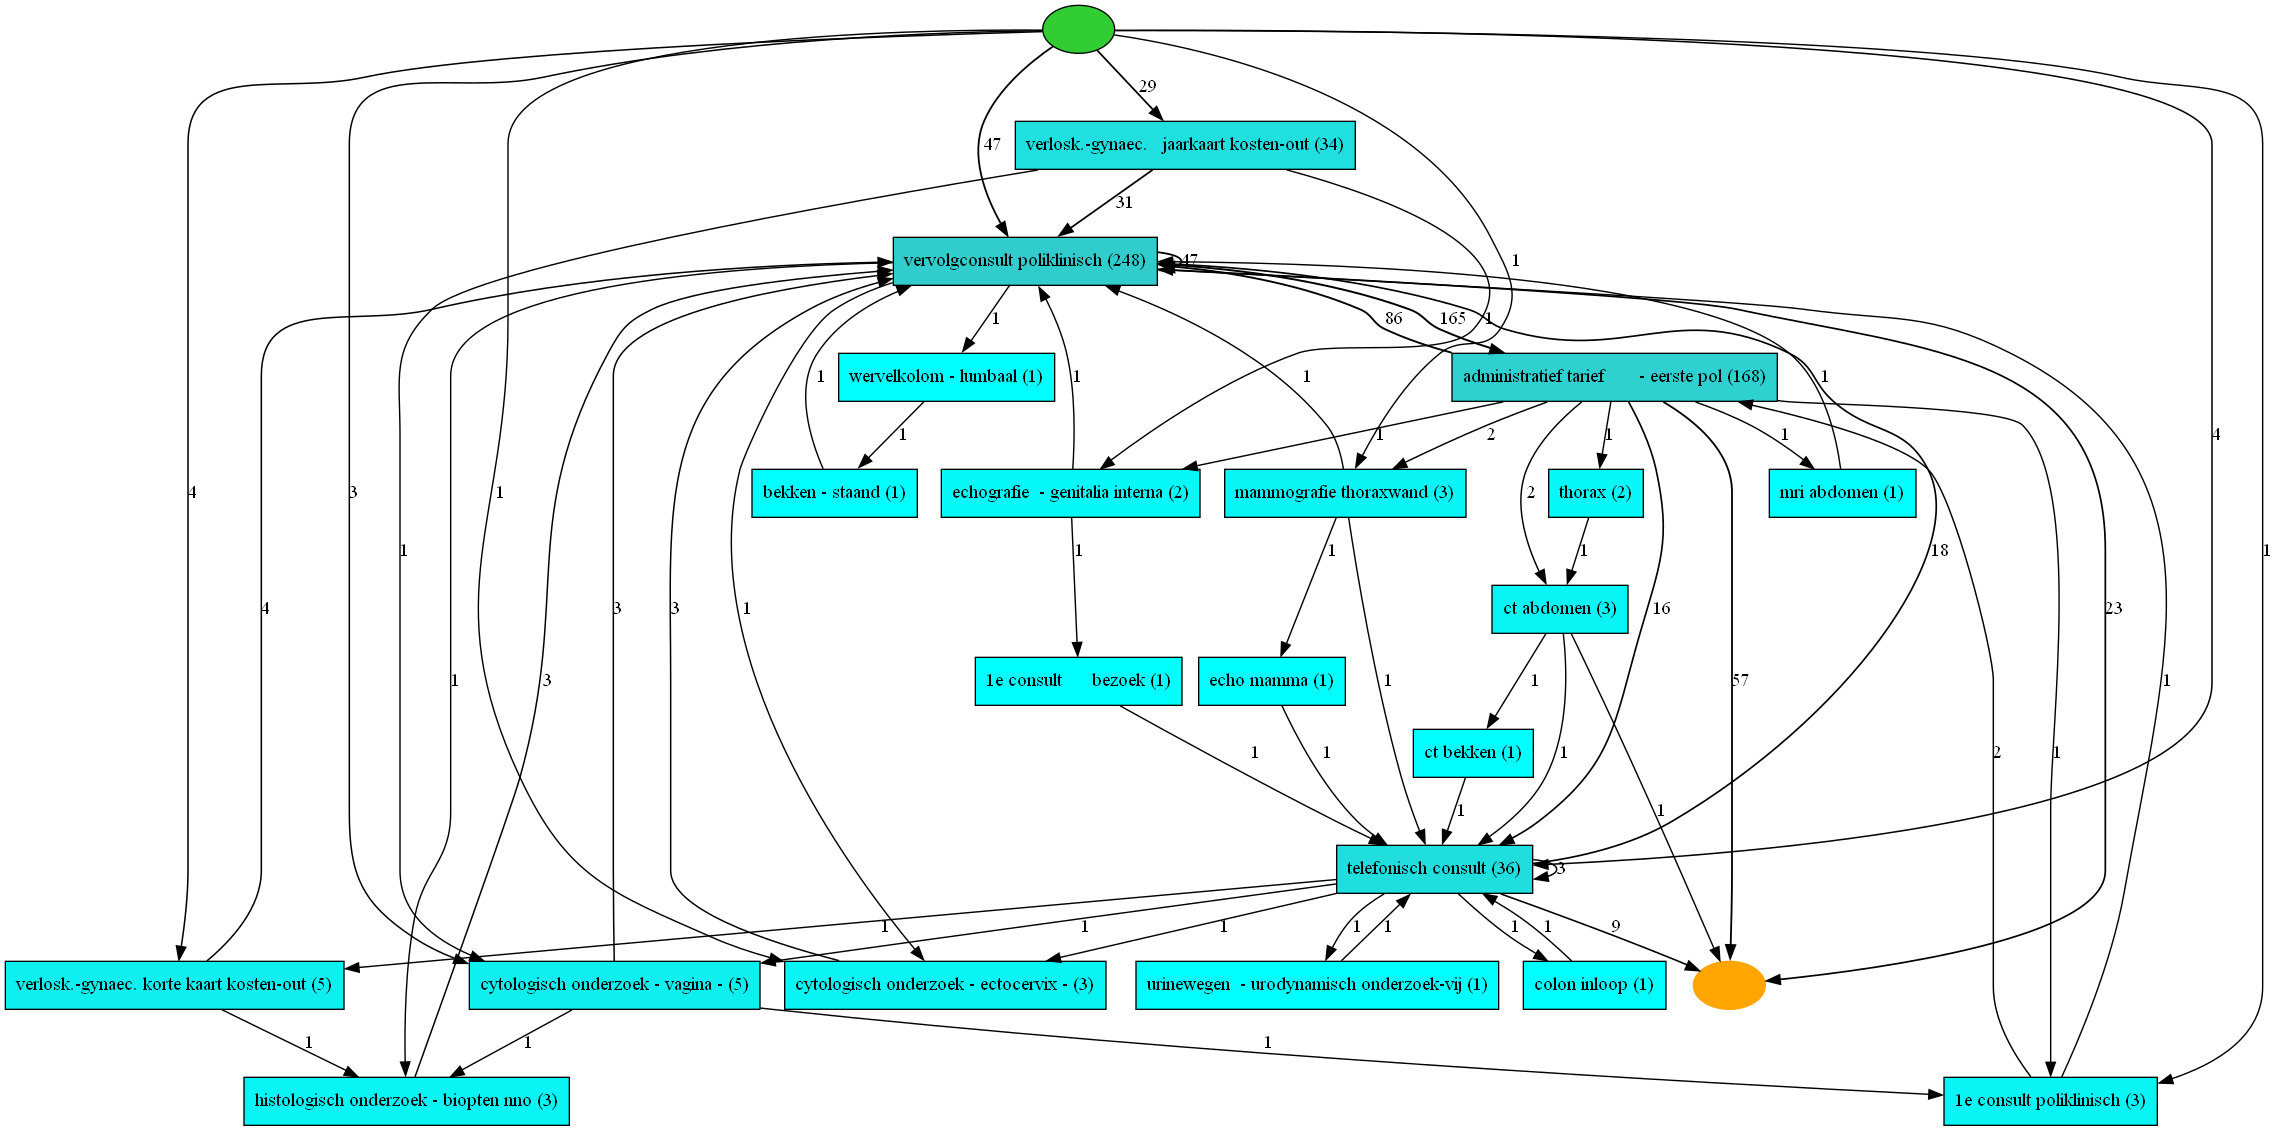 29
47
verlosk.-gynaec.   jaarkaart kosten-out (34)
31
1
vervolgconsult poliklinisch (248)
47
1
86
165
1
wervelkolom - lumbaal (1)
administratief tarief       - eerste pol (168)
1
1
1
1
4
1
1
2
1
1
4
3
1
bekken - staand (1)
echografie  - genitalia interna (2)
mammografie thoraxwand (3)
2
thorax (2)
mri abdomen (1)
1
1
1
1
18
1
4
3
3
1
ct abdomen (3)
16
23
1
3
1e consult      bezoek (1)
echo mamma (1)
1
1
57
1
1
1
ct bekken (1)
1
2
1
1
1
telefonisch consult (36)
3
1
1
1
1
1
1
1
9
verlosk.-gynaec. korte kaart kosten-out (5)
cytologisch onderzoek - vagina - (5)
cytologisch onderzoek - ectocervix - (3)
urinewegen  - urodynamisch onderzoek-vij (1)
colon inloop (1)
1
1
1
histologisch onderzoek - biopten nno (3)
1e consult poliklinisch (3)